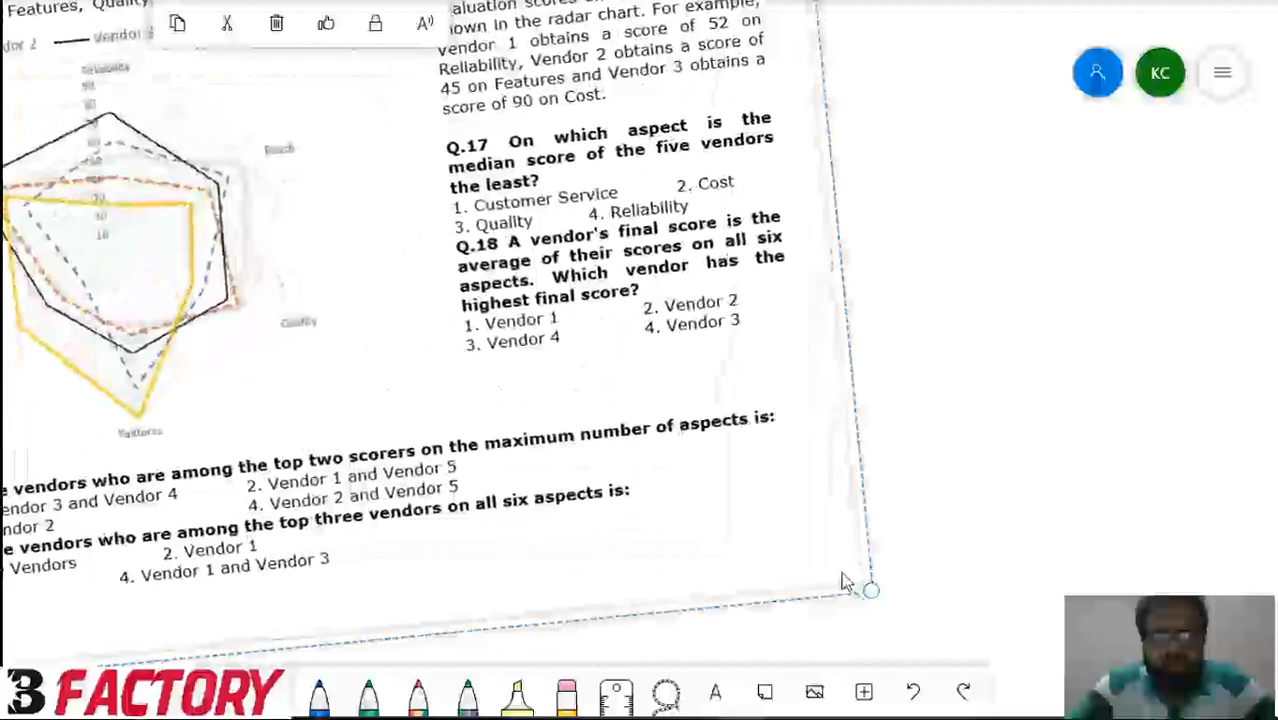 Features, Quality
aluation scores on
hown in the radar chart. For example,
Vendor 1 obtains a score of 52 on
Reliability, Vendor 2 obtains a score of
45 on Features and Vendor 3 obtains a
score of 90 on Cost.
dor 2 Vendor 3
Reliability
Reach
Quality
Features
10
Q.17 On which aspect is the
median score of the five vendors
the least?
1. Customer Service 2. Cost
3. Quality 4. Reliability
Q.18 A vendor's final score is the
average of their scores on all six
aspects. Which vendor has the
highest final score?
1. Vendor 1 2. Vendor 2
3. Vendor 4 4. Vendor 3
e vendors who are among the top two scorers on the maximum number of aspects is:
endor 3 and Vendor 4 2. Vendor 1 and Vendor 5
ndor 2 4. Vendor 2 and Vendor 5
e vendors who are among the top three vendors on all six aspects is:
Vendors 2. Vendor 1
4. Vendor 1 and Vendor 3
KC
3 FACTORY